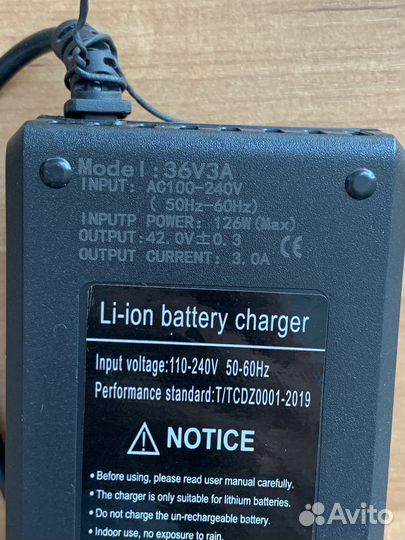 Model:36V3A
INPUT: AC100-240V
( 50Hz-60Hz)
INPUTP POWER: 126W(Max)
OUTPUT:42.0V±0.3
OUTPUT CURRENT: 3.0A
CE
Li-ion battery charger
Input voltage:110-240V 50-60Hz
Performance standard:T/TCDZ0001-2019
NOTICE
• Before using, please read user manual carefully.
• The charger is only suitable for lithium batteries.
• Do not charge the un-rechargeable battery.
• Indoor use, no exposure to rain.
Avito